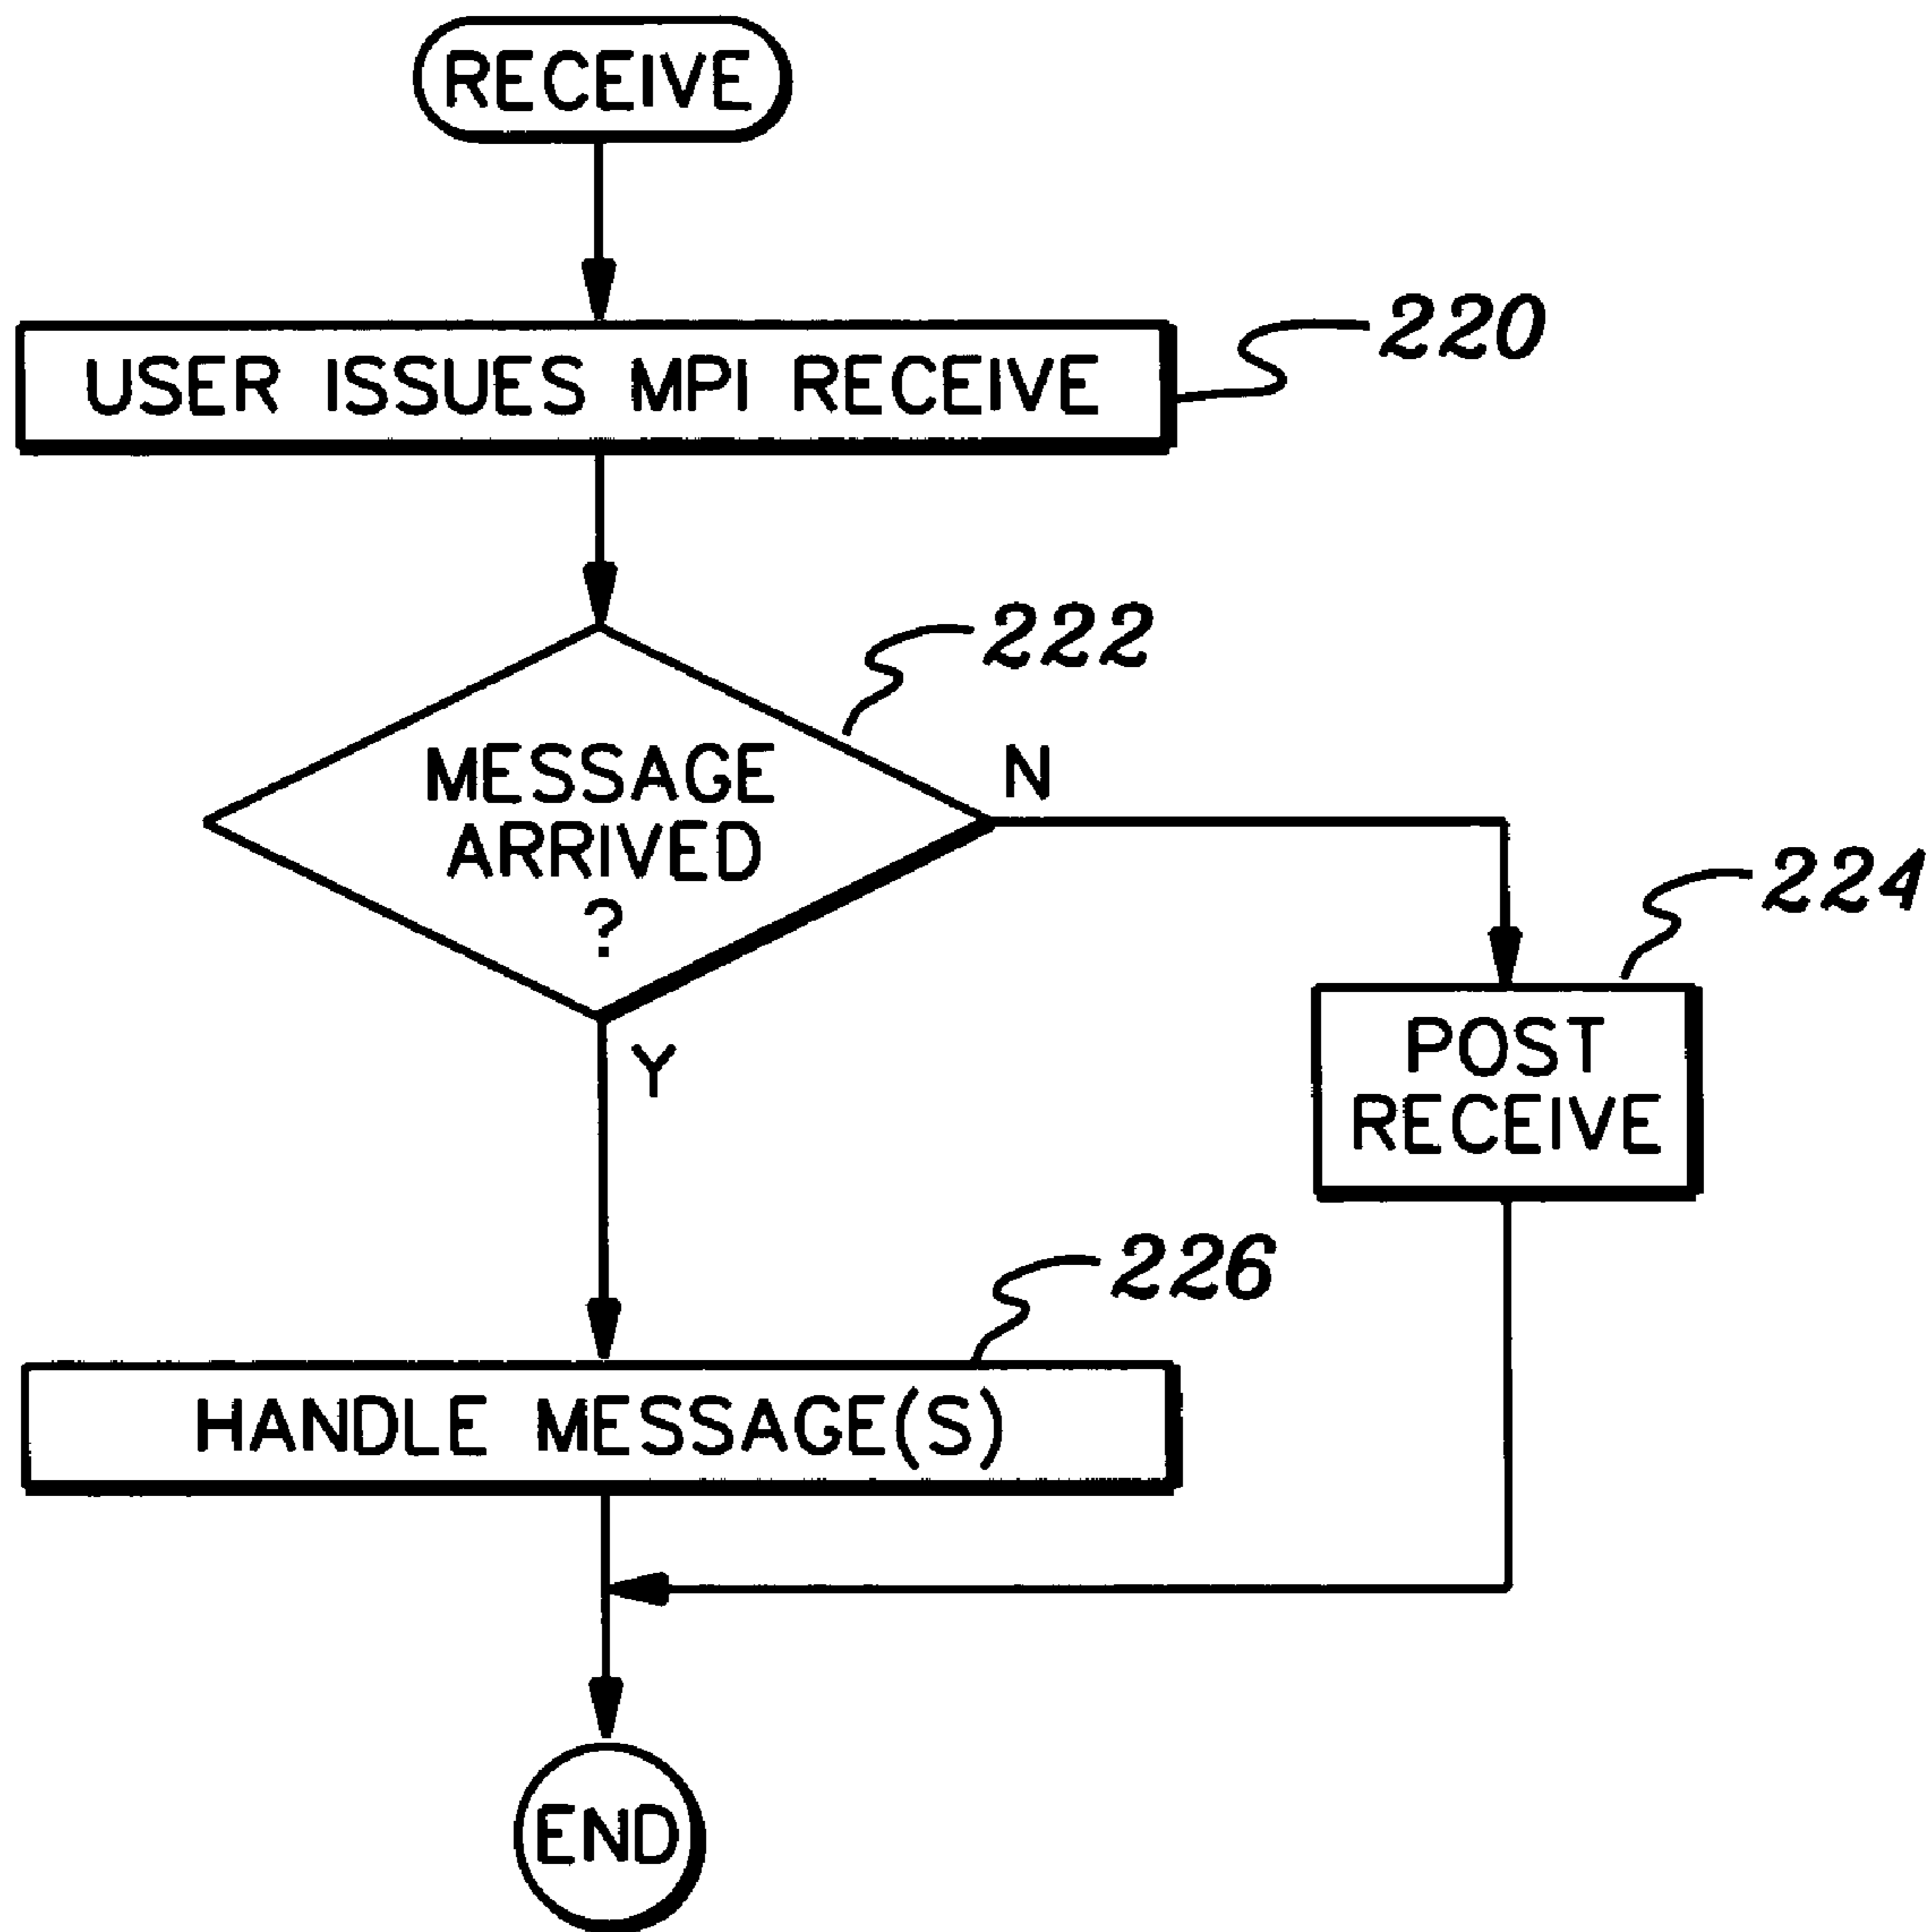 RECEIVE
220
USER ISSUES MPI RECEIVE
222
MESSAGE
ARRIVED
?
N
Y
224
POST
RECEIVE
226
HANDLE MESSAGE(S)
END